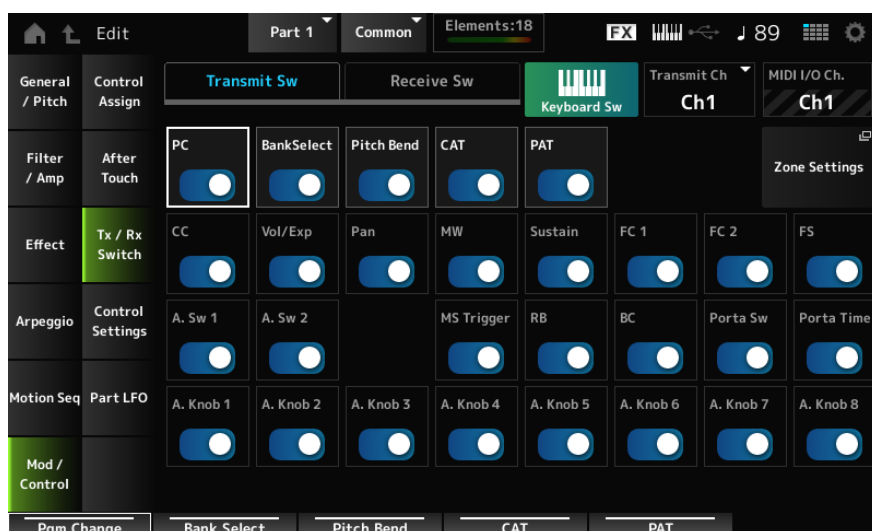 Edit
Part 1
Common
Elements:18
FX
♩ 89
General / Pitch
Control Assign
Transmit Sw
Receive Sw
Keyboard Sw
Transmit Ch
Ch1
MIDI I/O Ch.
Ch1
Filter / Amp
After Touch
PC
BankSelect
Pitch Bend
CAT
PAT
Zone Settings
Effect
Tx / Rx Switch
CC
Vol/Exp
Pan
MW
Sustain
FC 1
FC 2
FS
Arpeggio
Control Settings
A. Sw 1
A. Sw 2
MS Trigger
RB
BC
Porta Sw
Porta Time
Motion Seq
Part LFO
A. Knob 1
A. Knob 2
A. Knob 3
A. Knob 4
A. Knob 5
A. Knob 6
A. Knob 7
A. Knob 8
Mod / Control
Pgm Change
Bank Select
Pitch Bend
CAT
PAT